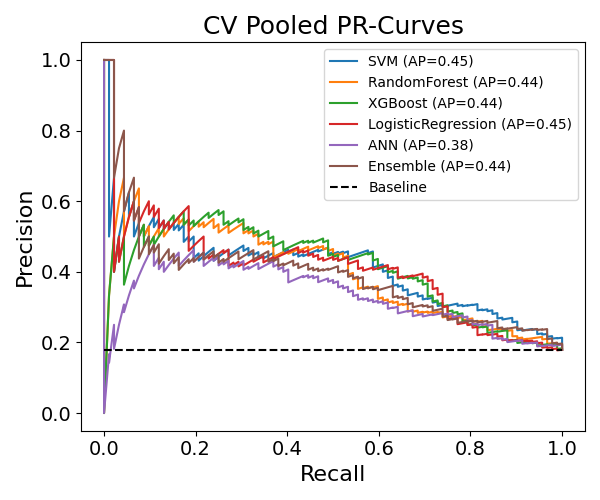 CV Pooled PR-Curves
Precision
1.0
0.8
0.6
0.4
0.2
0.0
SVM (AP=0.45)
RandomForest (AP=0.44)
XGBoost (AP=0.44)
LogisticRegression (AP=0.45)
ANN (AP=0.38)
Ensemble (AP=0.44)
Baseline
0.0 0.2 0.4 0.6 0.8 1.0
Recall